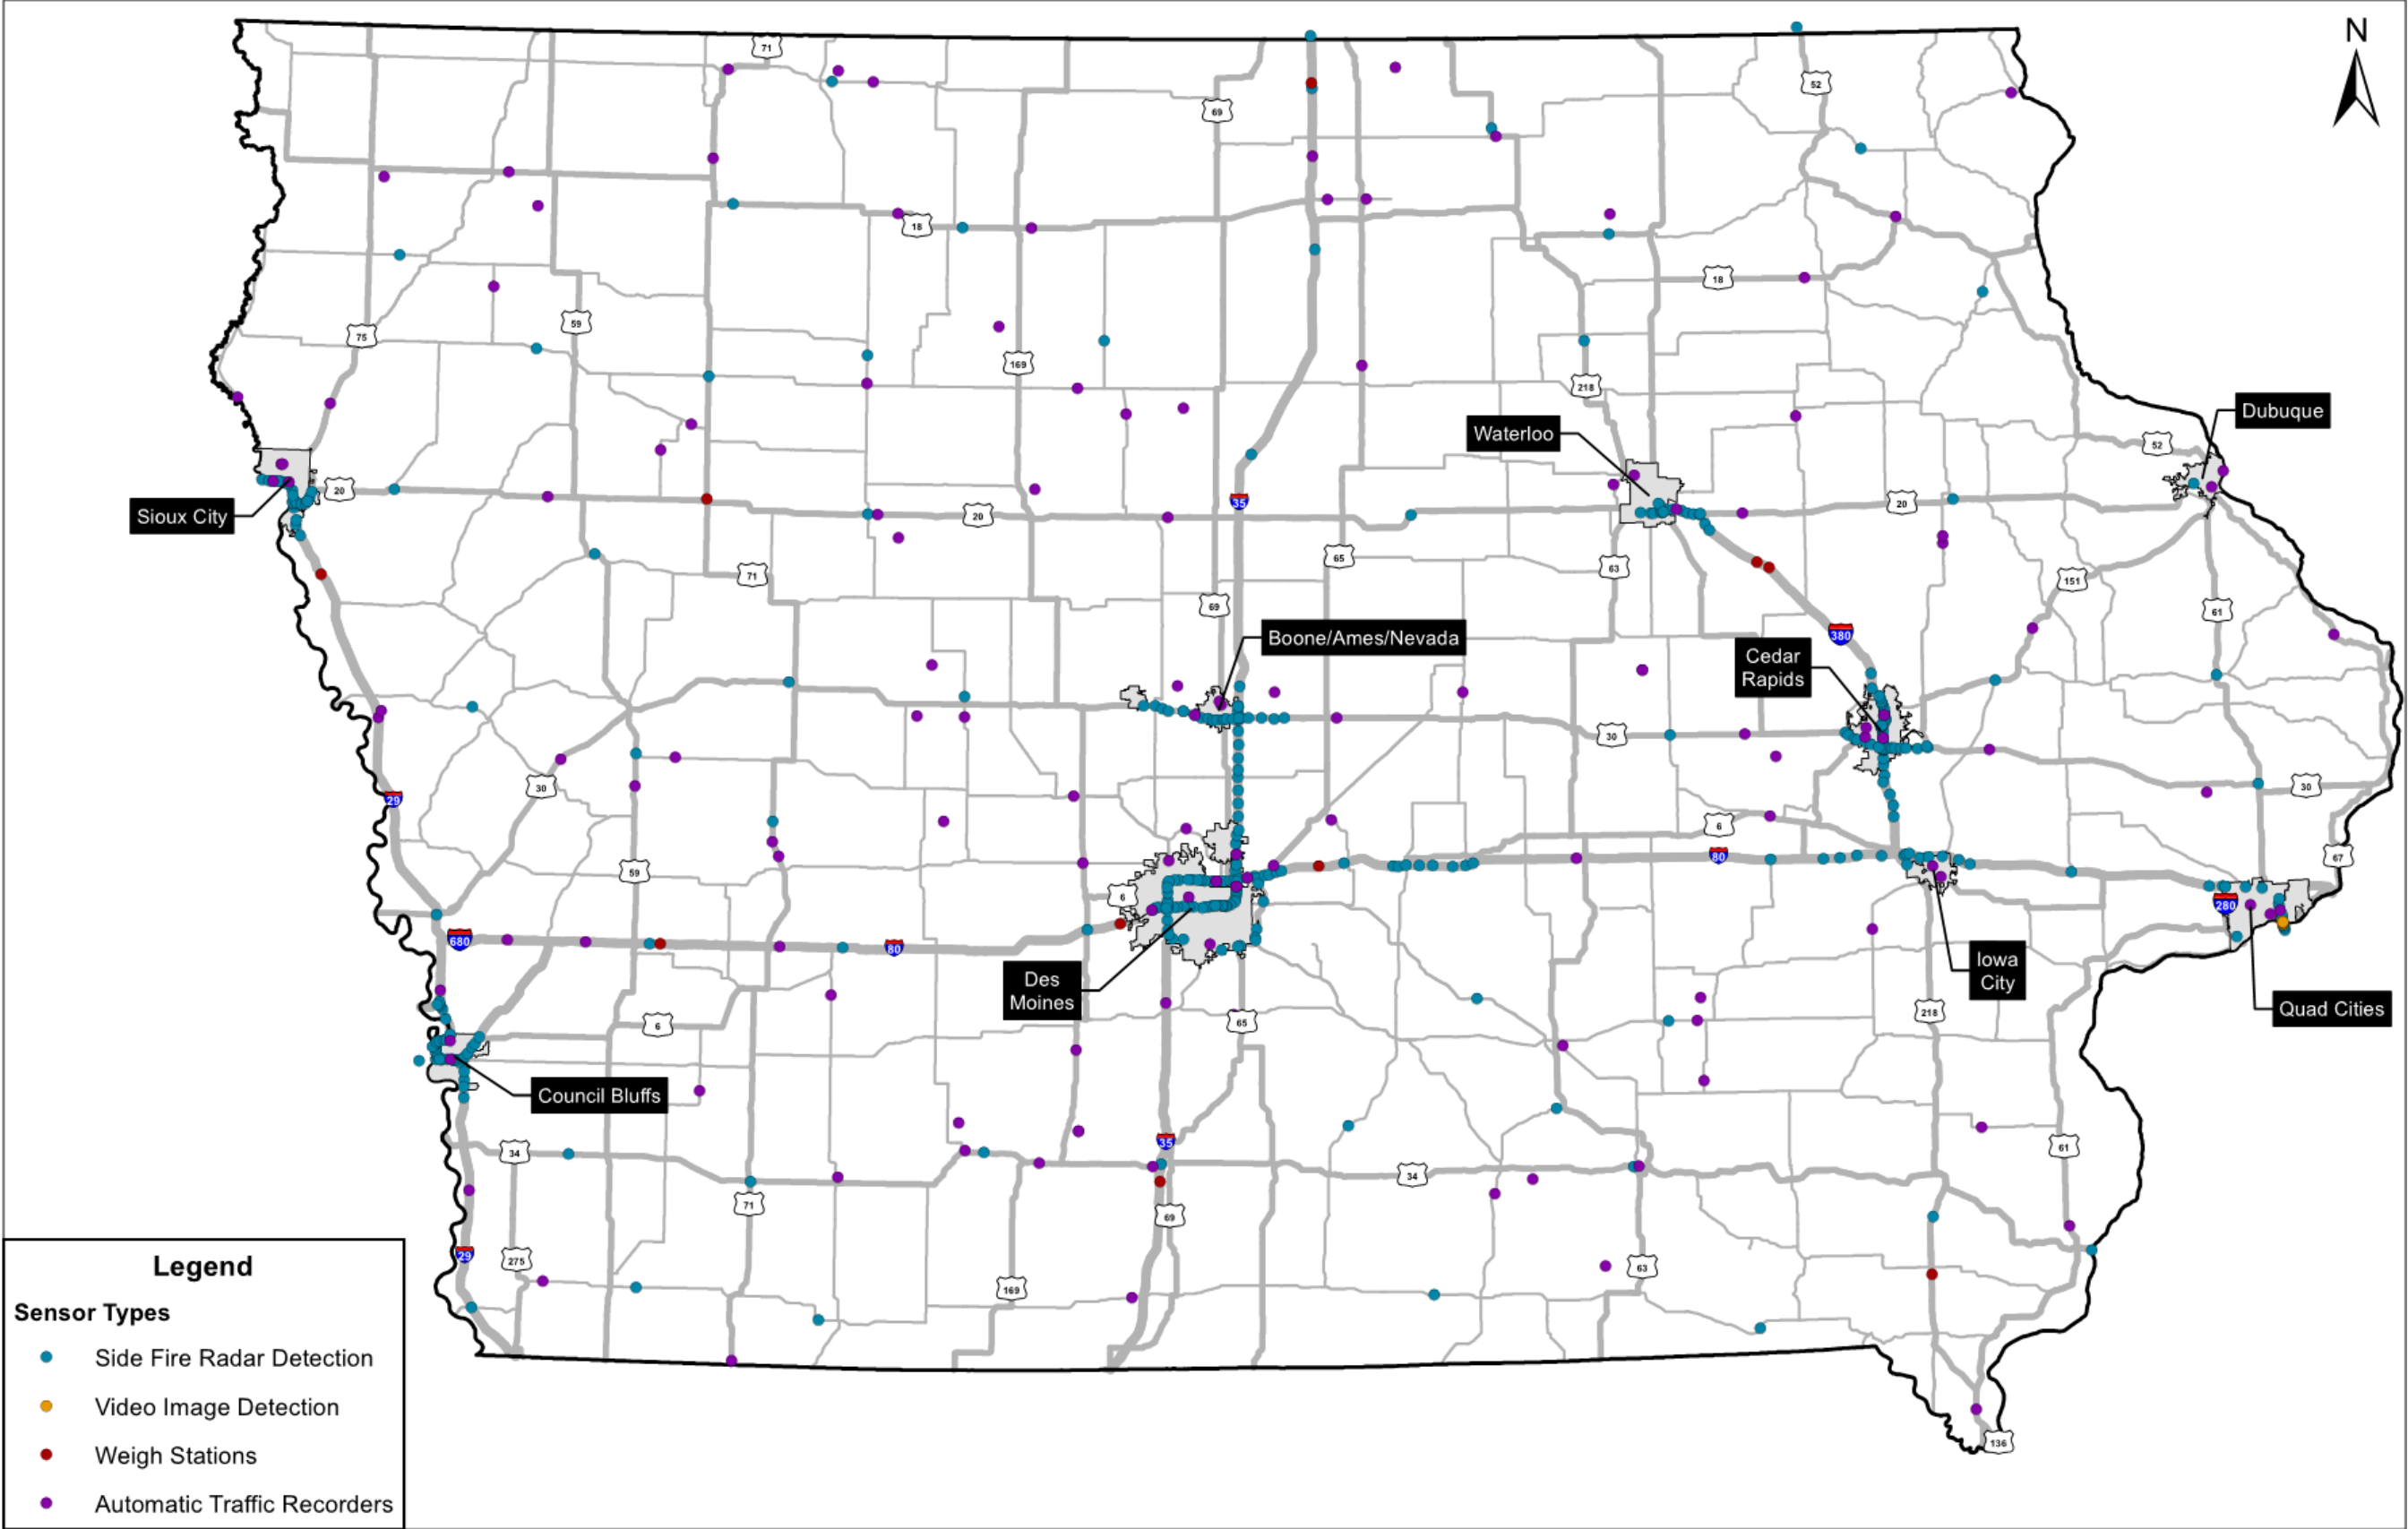 N
71
52
69
18
18
75
59
169
218
Dubuque
Waterloo
52
Sioux City
20
35
20
20
65
63
71
151
69
61
Boone/Ames/Nevada
380
Cedar
Rapids
30
30
30
29
6
80
67
59
6
280
680
80
Des
Moines
Iowa
City
Quad Cities
6
65
218
Council Bluffs
34
35
34
61
71
69
29
275
63
169
136
Legend
Sensor Types
Side Fire Radar Detection
Video Image Detection
Weigh Stations
Automatic Traffic Recorders